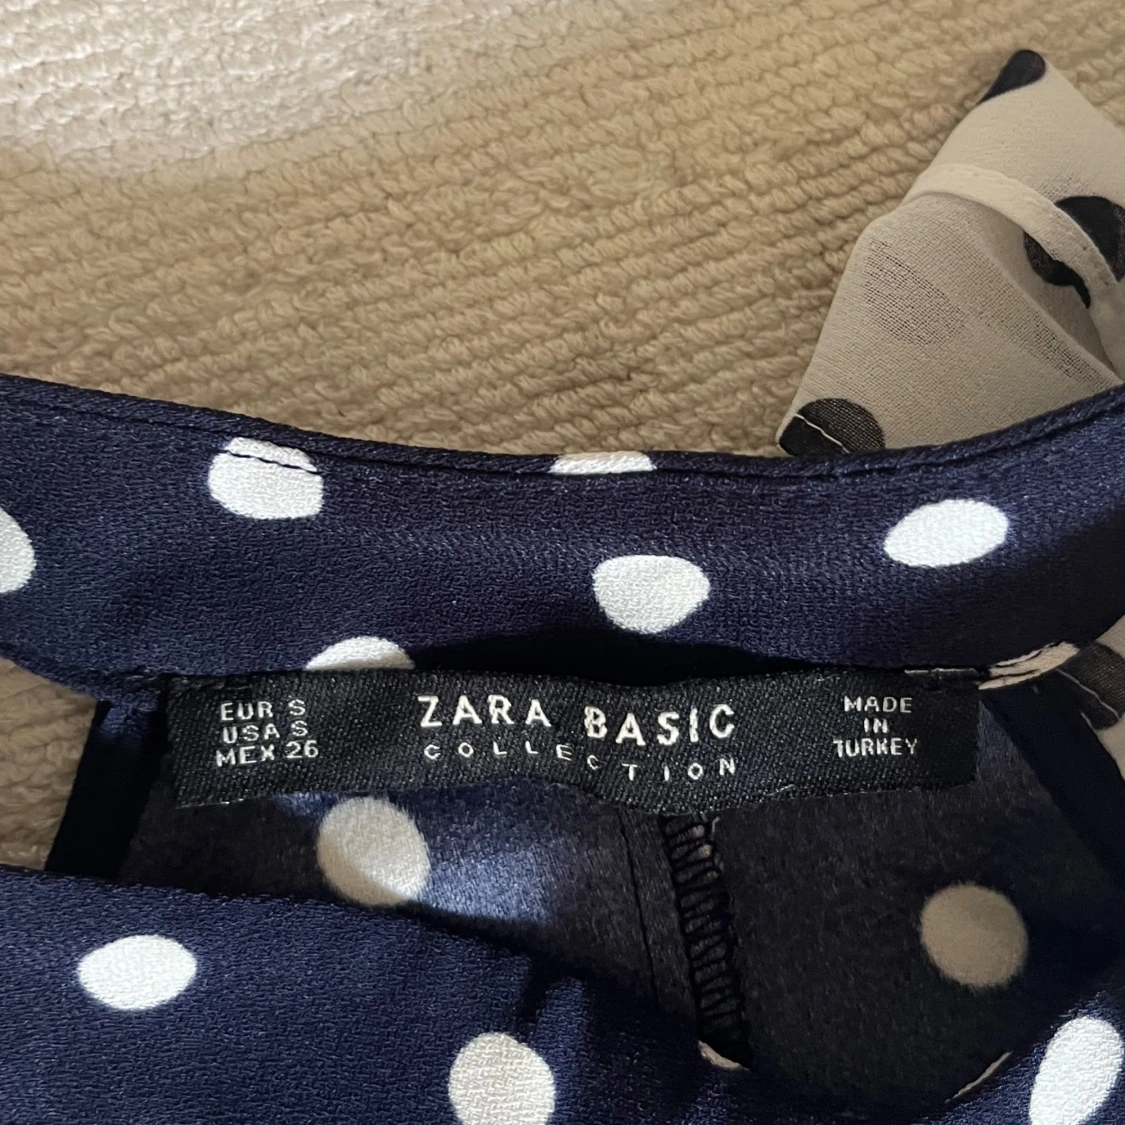 EUR S
USA S
MEX 26
ZARA BASIC
COLLECTION
MADE
IN
TURKEY